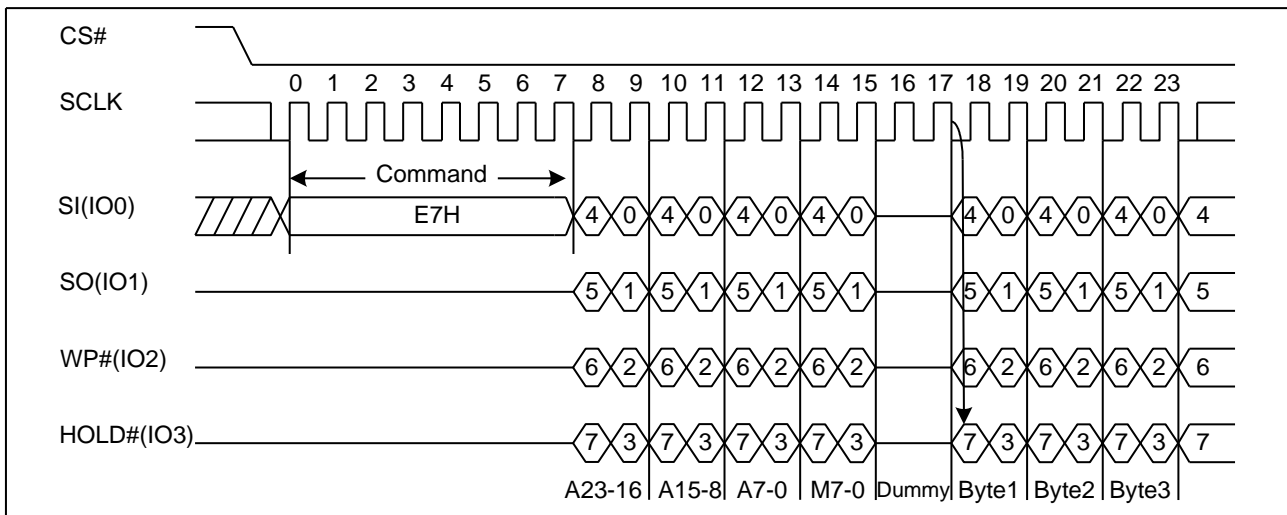 CS#
0 1 2 3 4 5 6 7 8 9 10 11 12 13 14 15 16 17 18 19 20 21 22 23
SCLK
Command
SI(IO0) E7H 4 0 4 0 4 0 4 0 4 0 4 0 4 0 4
SO(IO1) 5 1 5 1 5 1 5 1 5 1 5 1 5 1 5
WP#(IO2) 6 2 6 2 6 2 6 2 6 2 6 2 6 2 6
HOLD#(IO3) 7 3 7 3 7 3 7 3 7 3 7 3 7 3 7
A23-16 A15-8 A7-0 M7-0 Dummy Byte1 Byte2 Byte3